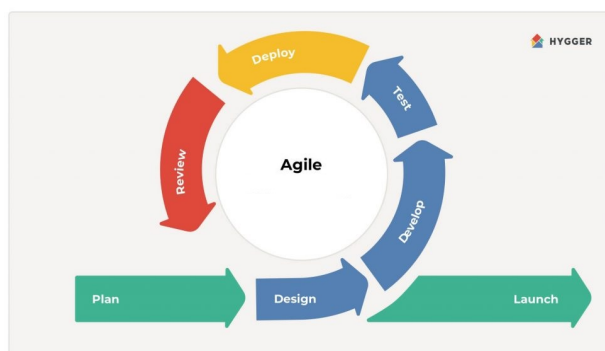 HYGGER
Deploy
Test
Agile
Review
Develop
Plan
Design
Launch